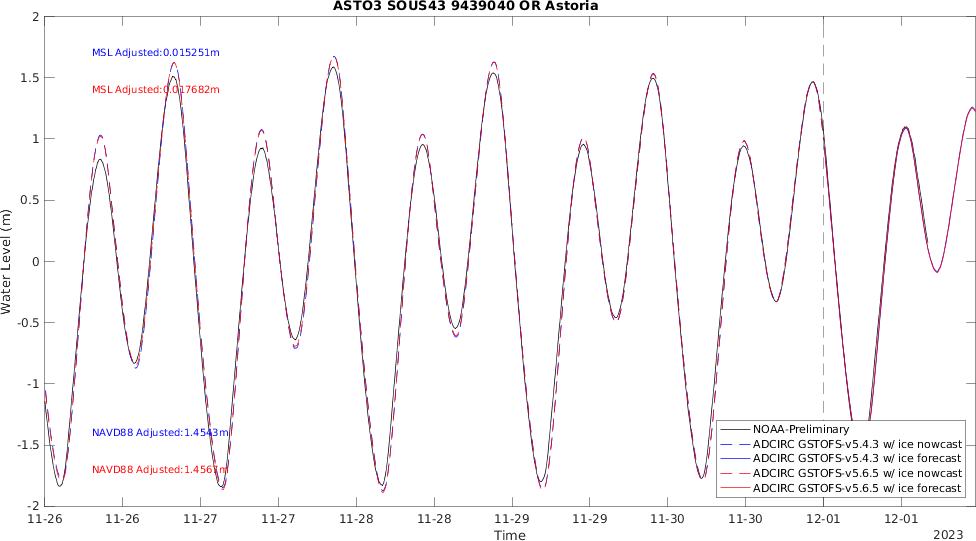 ASTO3 SOUS43 9439040 OR Astoria
2
1.5
1
0.5
0
-0.5
-1
-1.5
-2
Water Level (m)
MSL Adjusted:0.015251m
MSL Adjusted:0.017682m
NAVD88 Adjusted:1.4543m
NAVD88 Adjusted:1.4567m
NOAA-Preliminary
ADCIRC GSTOFS-v5.4.3 w/ ice nowcast
ADCIRC GSTOFS-v5.4.3 w/ ice forecast
ADCIRC GSTOFS-v5.6.5 w/ ice nowcast
ADCIRC GSTOFS-v5.6.5 w/ ice forecast
11-26 11-26 11-27 11-27 11-28 11-28 11-29 11-29 11-30 11-30 12-01 12-01
Time
2023